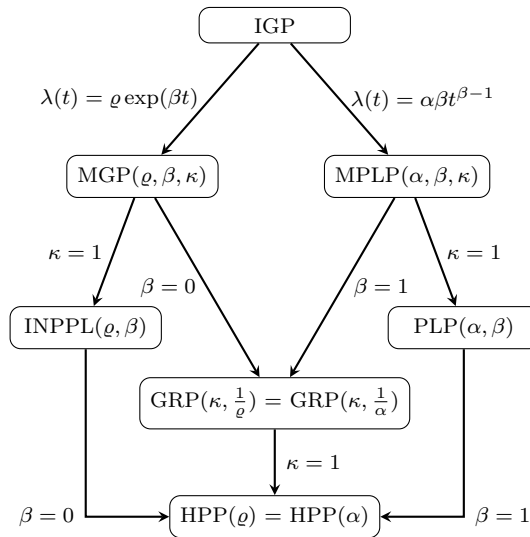 IGP
λ(t) = ϱ exp(βt)
λ(t) = αβt^{β−1}
MGP(ϱ, β, κ)
MPLP(α, β, κ)
κ = 1
κ = 1
β = 0
β = 1
INPPL(ϱ, β)
PLP(α, β)
GRP(κ, 1/ϱ) = GRP(κ, 1/α)
κ = 1
β = 0
HPP(ϱ) = HPP(α)
β = 1